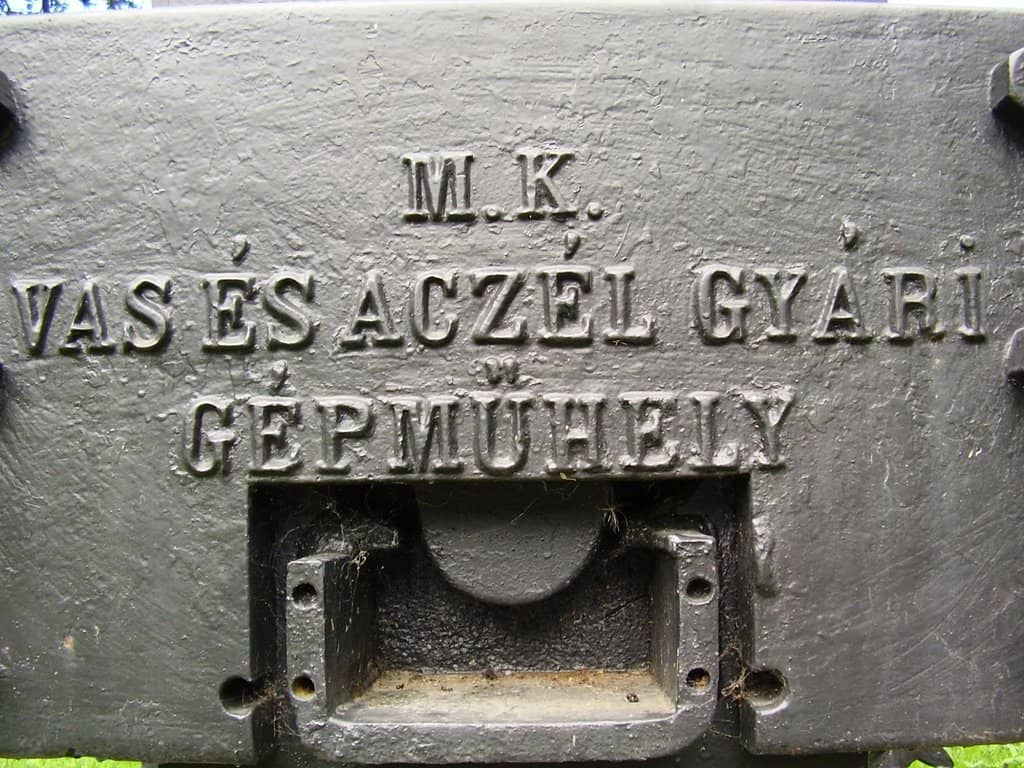 M.K.
VAS ÉS ACZÉL GYÁRI
GÉPMŰHELY